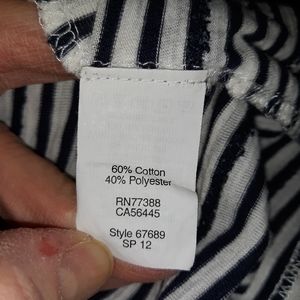 60% Cotton
40% Polyester
RN77388
CA56445
Style 67689
SP 12